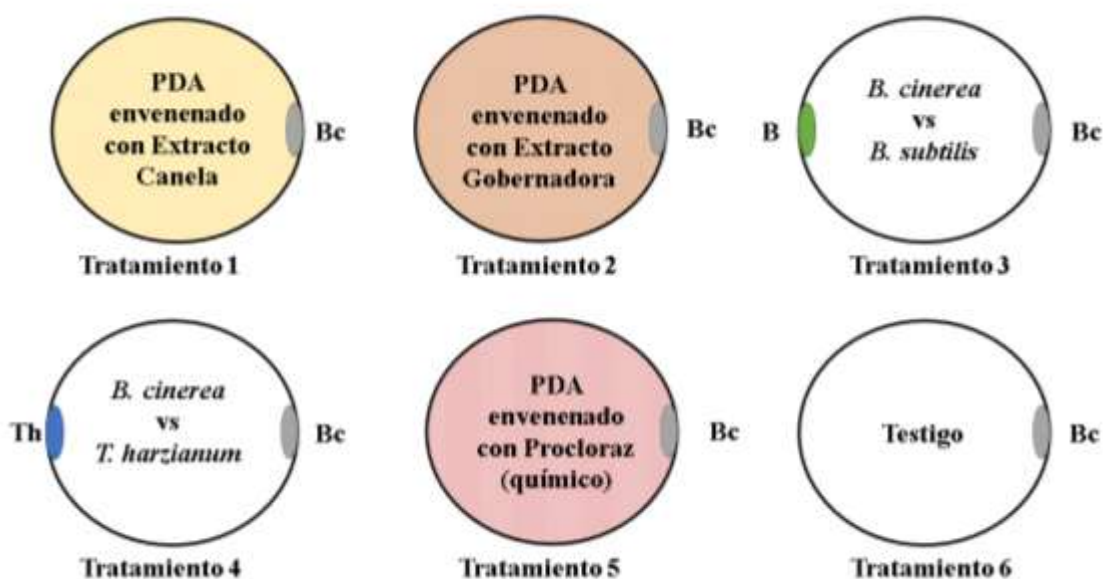 PDA
envenenado
con Extracto
Canela
Bc
Tratamiento 1
PDA
envenenado
con Extracto
Gobernadora
Bc
Tratamiento 2
B
B. cinerea
vs
B. subtilis
Bc
Tratamiento 3
Th
B. cinerea
vs
T. harzianum
Bc
Tratamiento 4
PDA
envenenado
con Procloraz
(químico)
Bc
Tratamiento 5
Testigo
Bc
Tratamiento 6